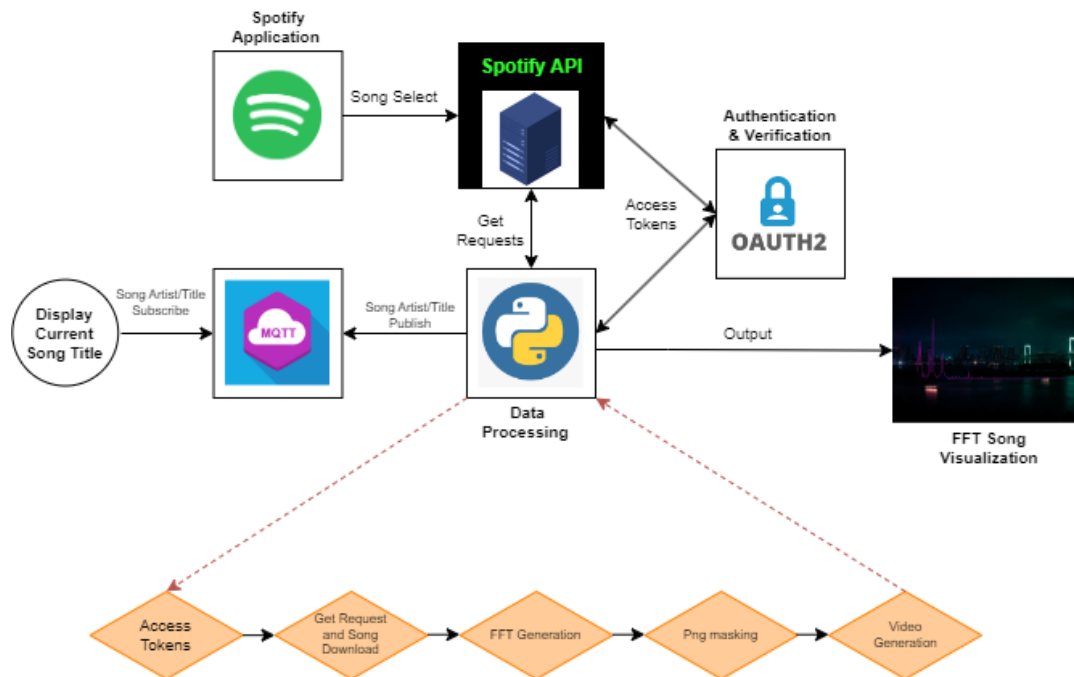 Spotify
Application
Spotify API
Song Select
Authentication
& Verification
Access
Tokens
OAUTH2
Get
Requests
Display
Current
Song Title
Song Artist/Title
Subscribe
MQTT
Song Artist/Title
Publish
Output
Data
Processing
FFT Song
Visualization
Access
Tokens
Get Request
and Song
Download
FFT Generation
Png masking
Video
Generation